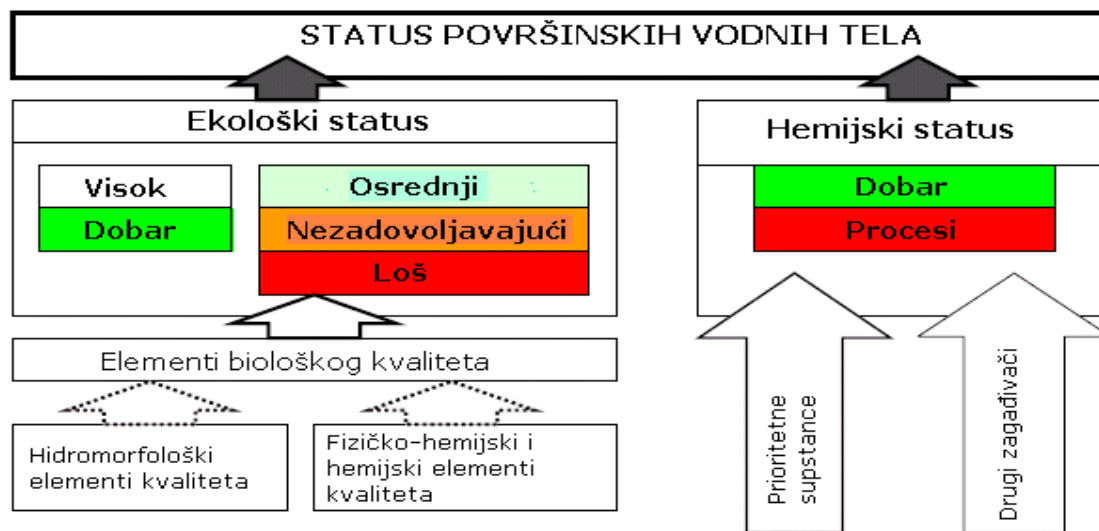 STATUS POVRŠINSKIH VODNIH TELA
Ekološki status
Visok
Dobar
Osrednji
Nezadovoljavajući
Loš
Elementi biološkog kvaliteta
Hidromorfološki
elementi kvaliteta
Fizičko-hemijski i
hemijski elementi
kvaliteta
Hemijski status
Dobar
Procesi
Prioritetne
supstance
Drugi zagađivači